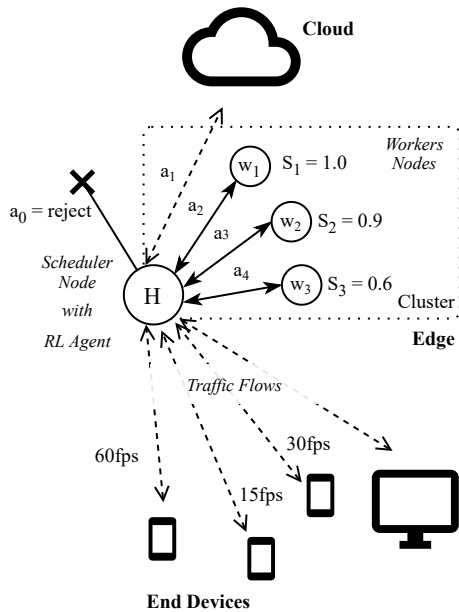 Cloud
Workers
Nodes
a₁
w₁ S₁ = 1.0
a₂
a₀ = reject
a₃
w₂ S₂ = 0.9
Scheduler
Node
with
RL Agent
a₄
w₃ S₃ = 0.6
H
Cluster
Edge
Traffic Flows
60fps
30fps
15fps
End Devices